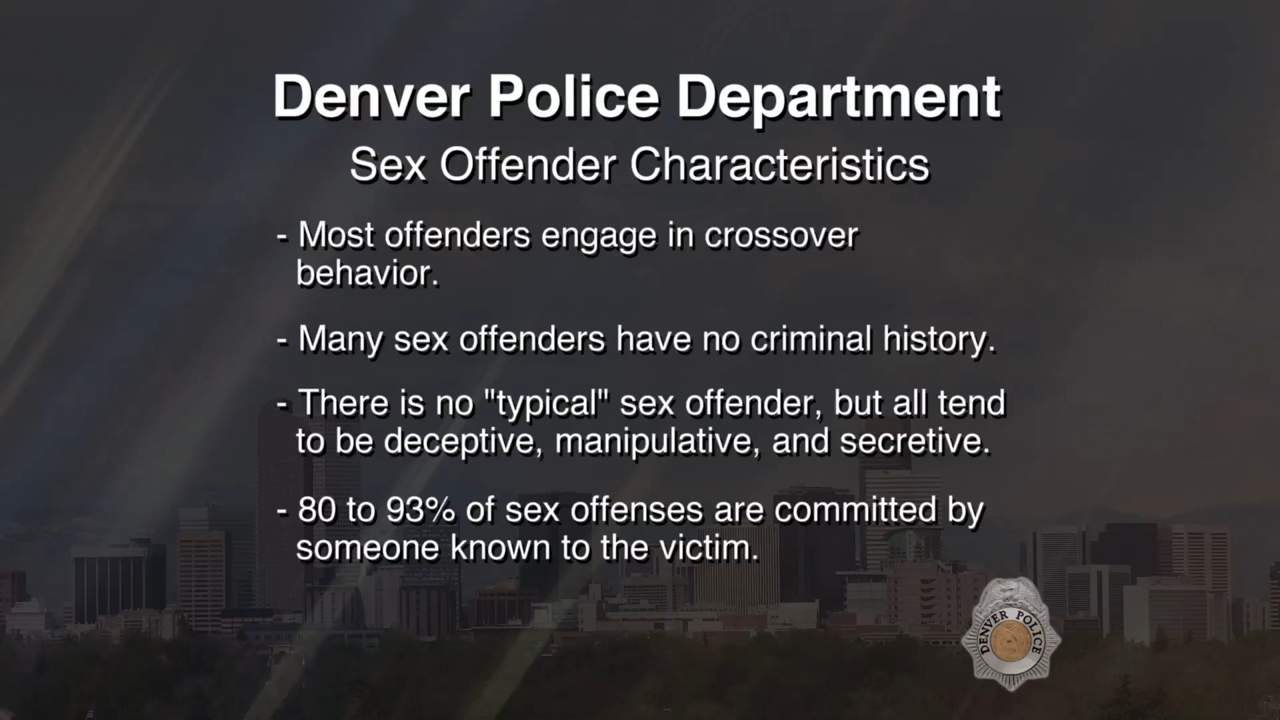 Denver Police Department
Sex Offender Characteristics
- Most offenders engage in crossover
behavior.
- Many sex offenders have no criminal history.
- There is no "typical" sex offender, but all tend
to be deceptive, manipulative, and secretive.
- 80 to 93% of sex offenses are committed by
someone known to the victim.
DENVER POLICE